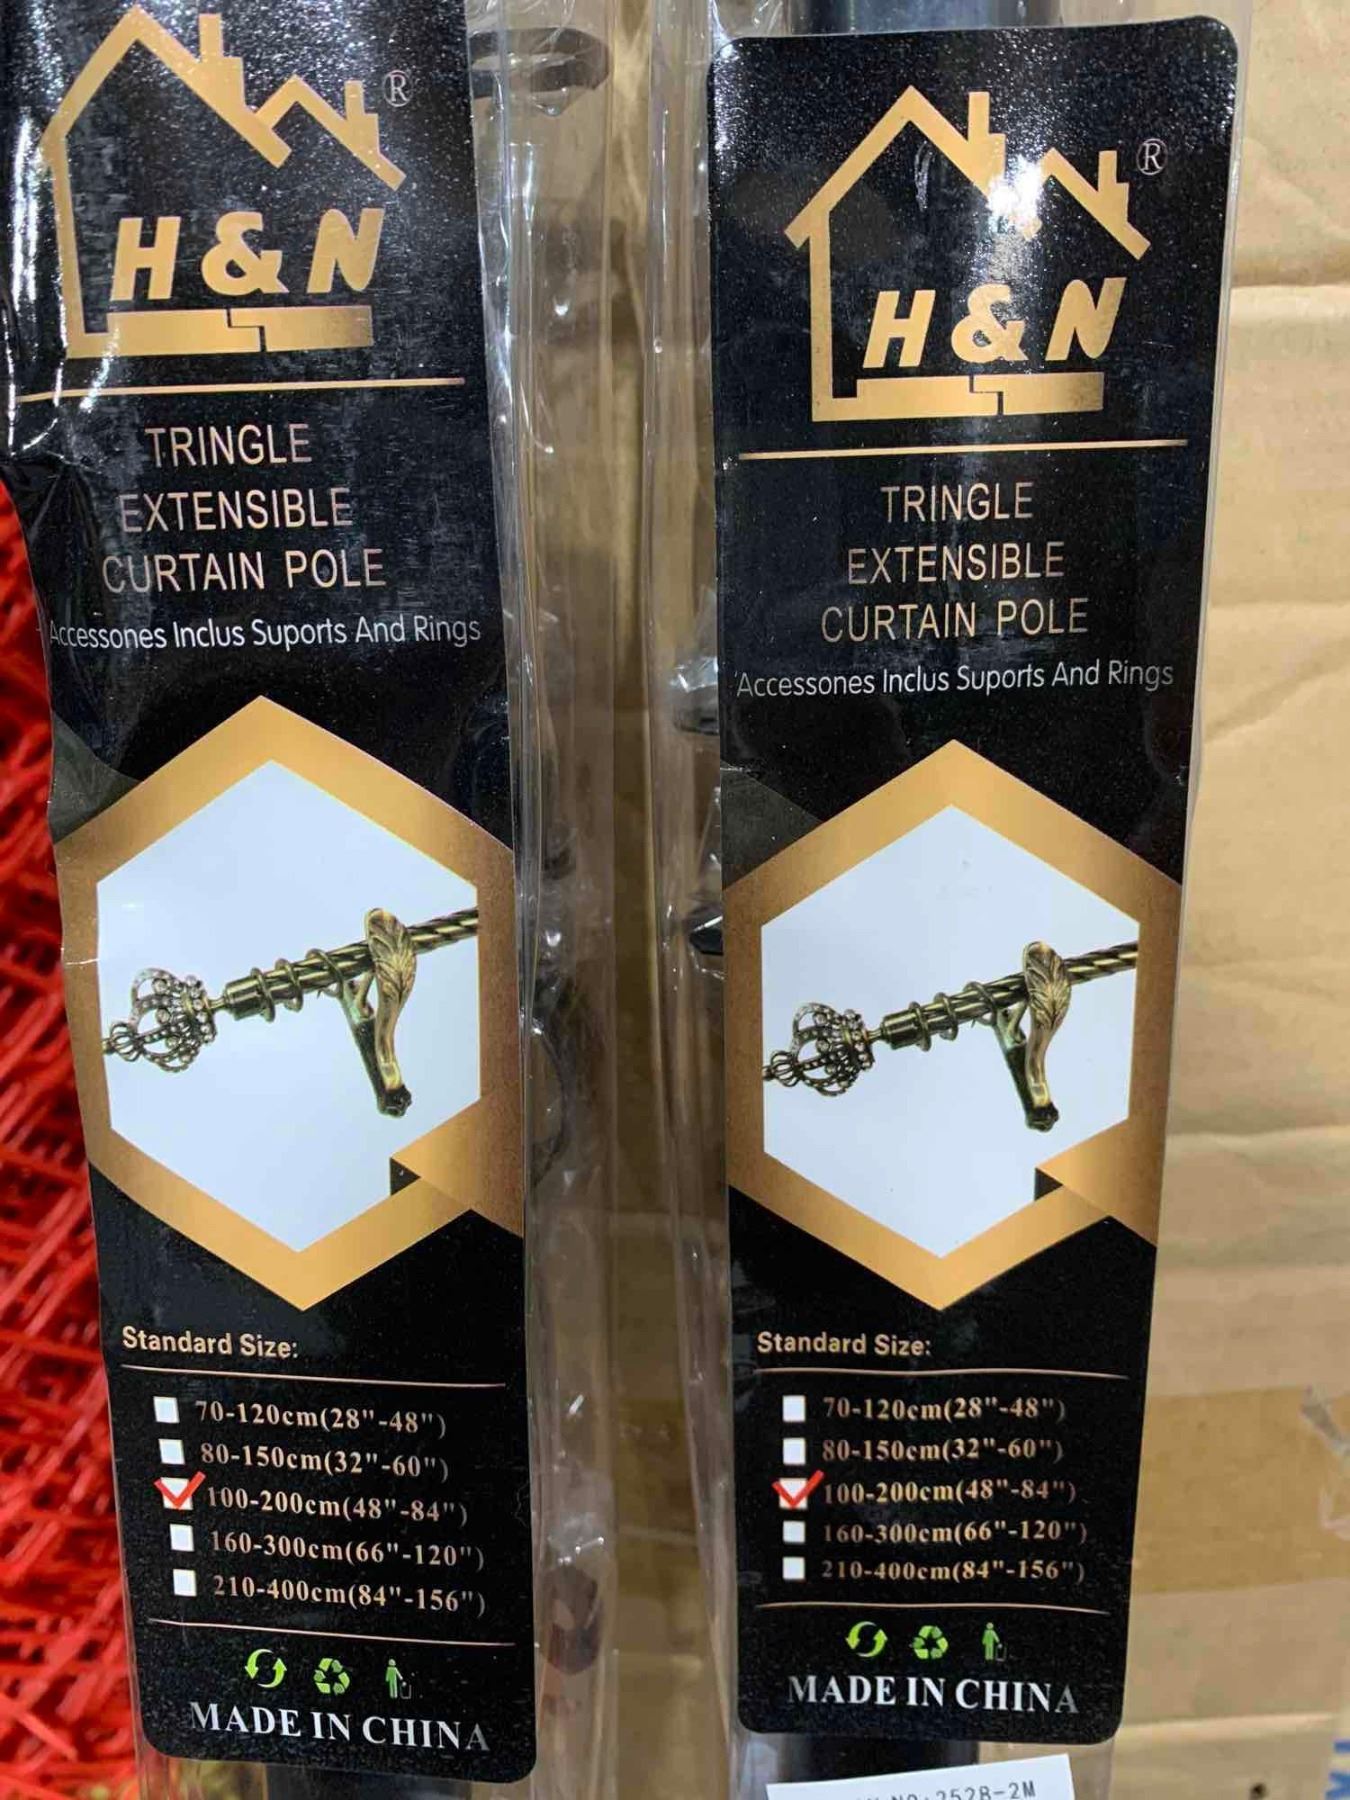 H & N ®
TRINGLE
EXTENSIBLE
CURTAIN POLE
Accessones Inclus Suports And Rings
Standard Size:
70-120cm(28"-48")
80-150cm(32"-60")
100-200cm(48"-84")
160-300cm(66"-120")
210-400cm(84"-156")
MADE IN CHINA
H & N ®
TRINGLE
EXTENSIBLE
CURTAIN POLE
Accessones Inclus Suports And Rings
Standard Size:
70-120cm(28"-48")
80-150cm(32"-60")
100-200cm(48"-84")
160-300cm(66"-120")
210-400cm(84"-156")
MADE IN CHINA
NO:2528-2M